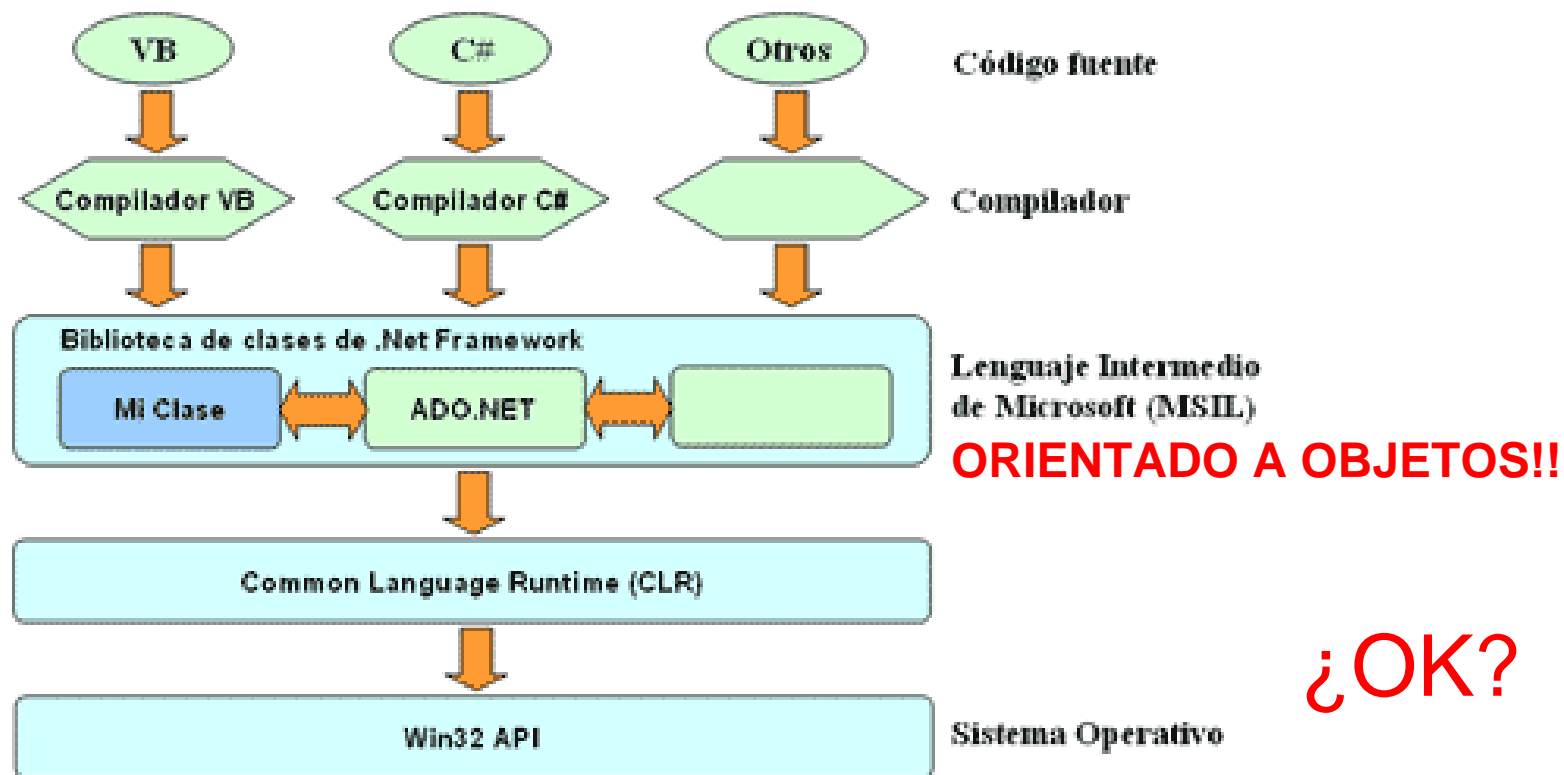 VB
C#
Otros
Código fuente
Compilador VB
Compilador C#
Compilador
Biblioteca de clases de .Net Framework
Mi Clase
ADO.NET
Lenguaje Intermedio
de Microsoft (MSIL)
ORIENTADO A OBJETOS!!
Common Language Runtime (CLR)
¿OK?
Win32 API
Sistema Operativo